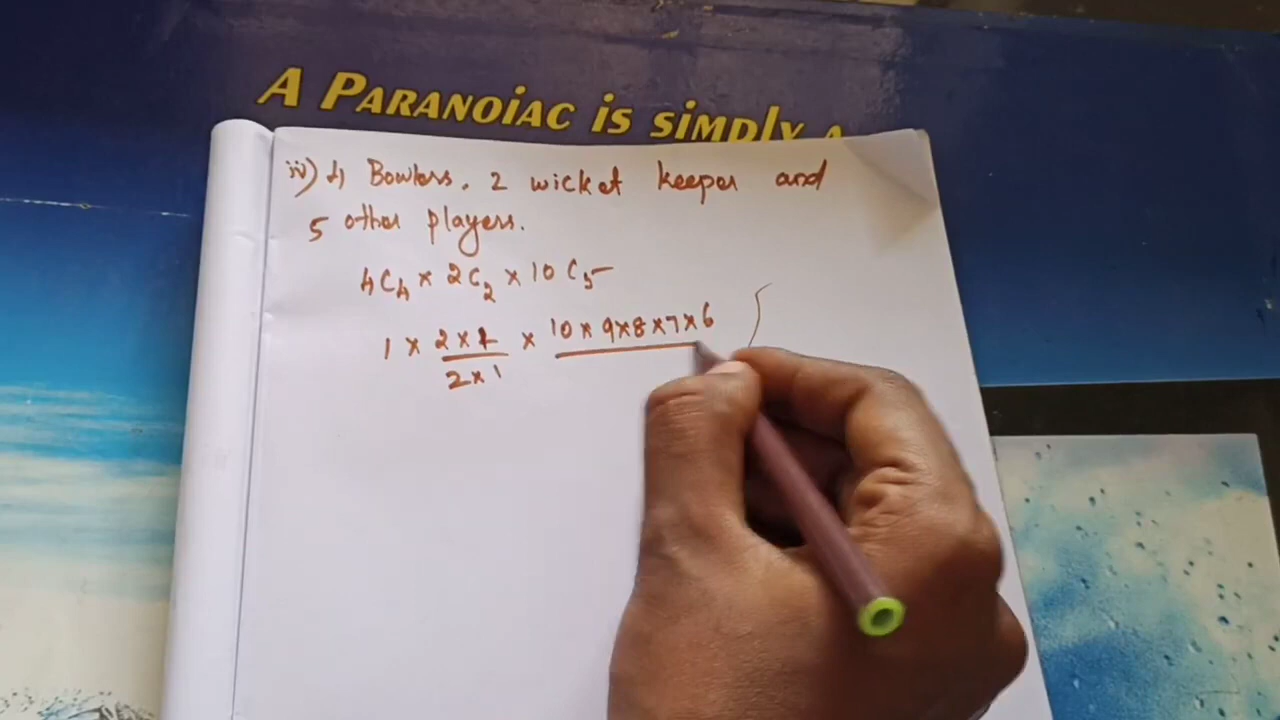 A PARANOiAC iS SiMPLY
iv) 4 Bowlers, 2 wicket keeper and
5 other players.
4C4 × 2C2 × 10C5
1 × 2×1 × 10×9×8×7×6
2×1